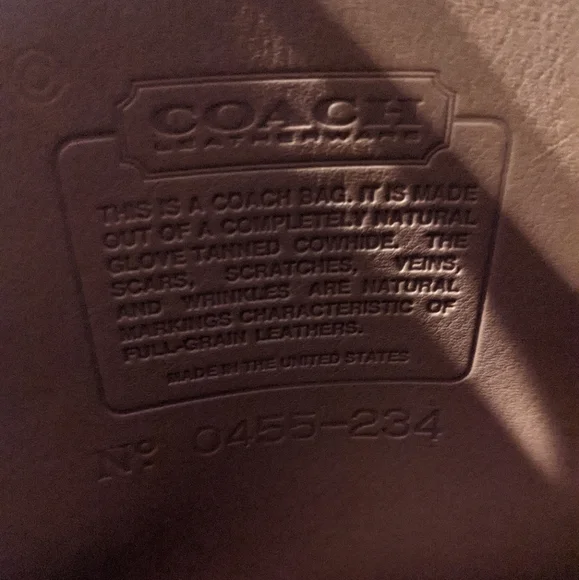 COACH
LEATHERWARE
THIS IS A COACH BAG. IT IS MADE
OUT OF A COMPLETELY NATURAL
GLOVE TANNED COWHIDE. THE
SCARS, SCRATCHES, VEINS,
AND WRINKLES ARE NATURAL
MARKINGS CHARACTERISTIC OF
FULL-GRAIN LEATHERS.
MADE IN THE UNITED STATES
Nº 0455-234